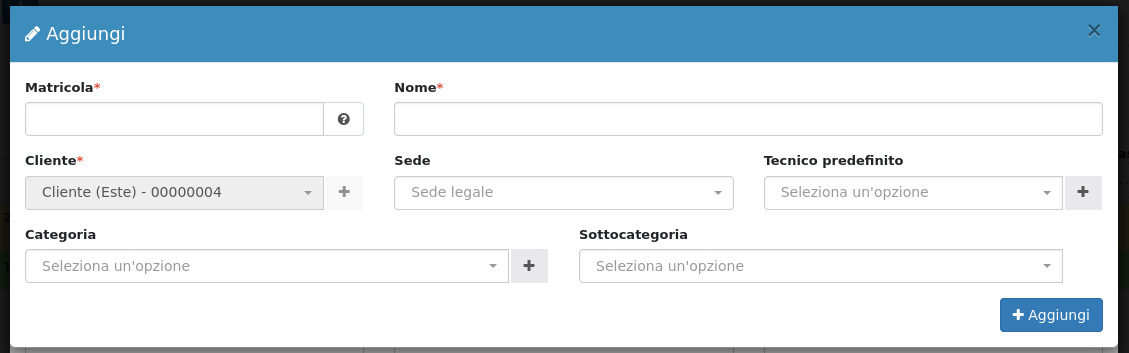 Aggiungi ×
Matricola* Nome*
Cliente* Sede Tecnico predefinito
Cliente (Este) - 00000004 Sede legale Seleziona un'opzione
Categoria Sottocategoria
Seleziona un'opzione Seleziona un'opzione
Aggiungi